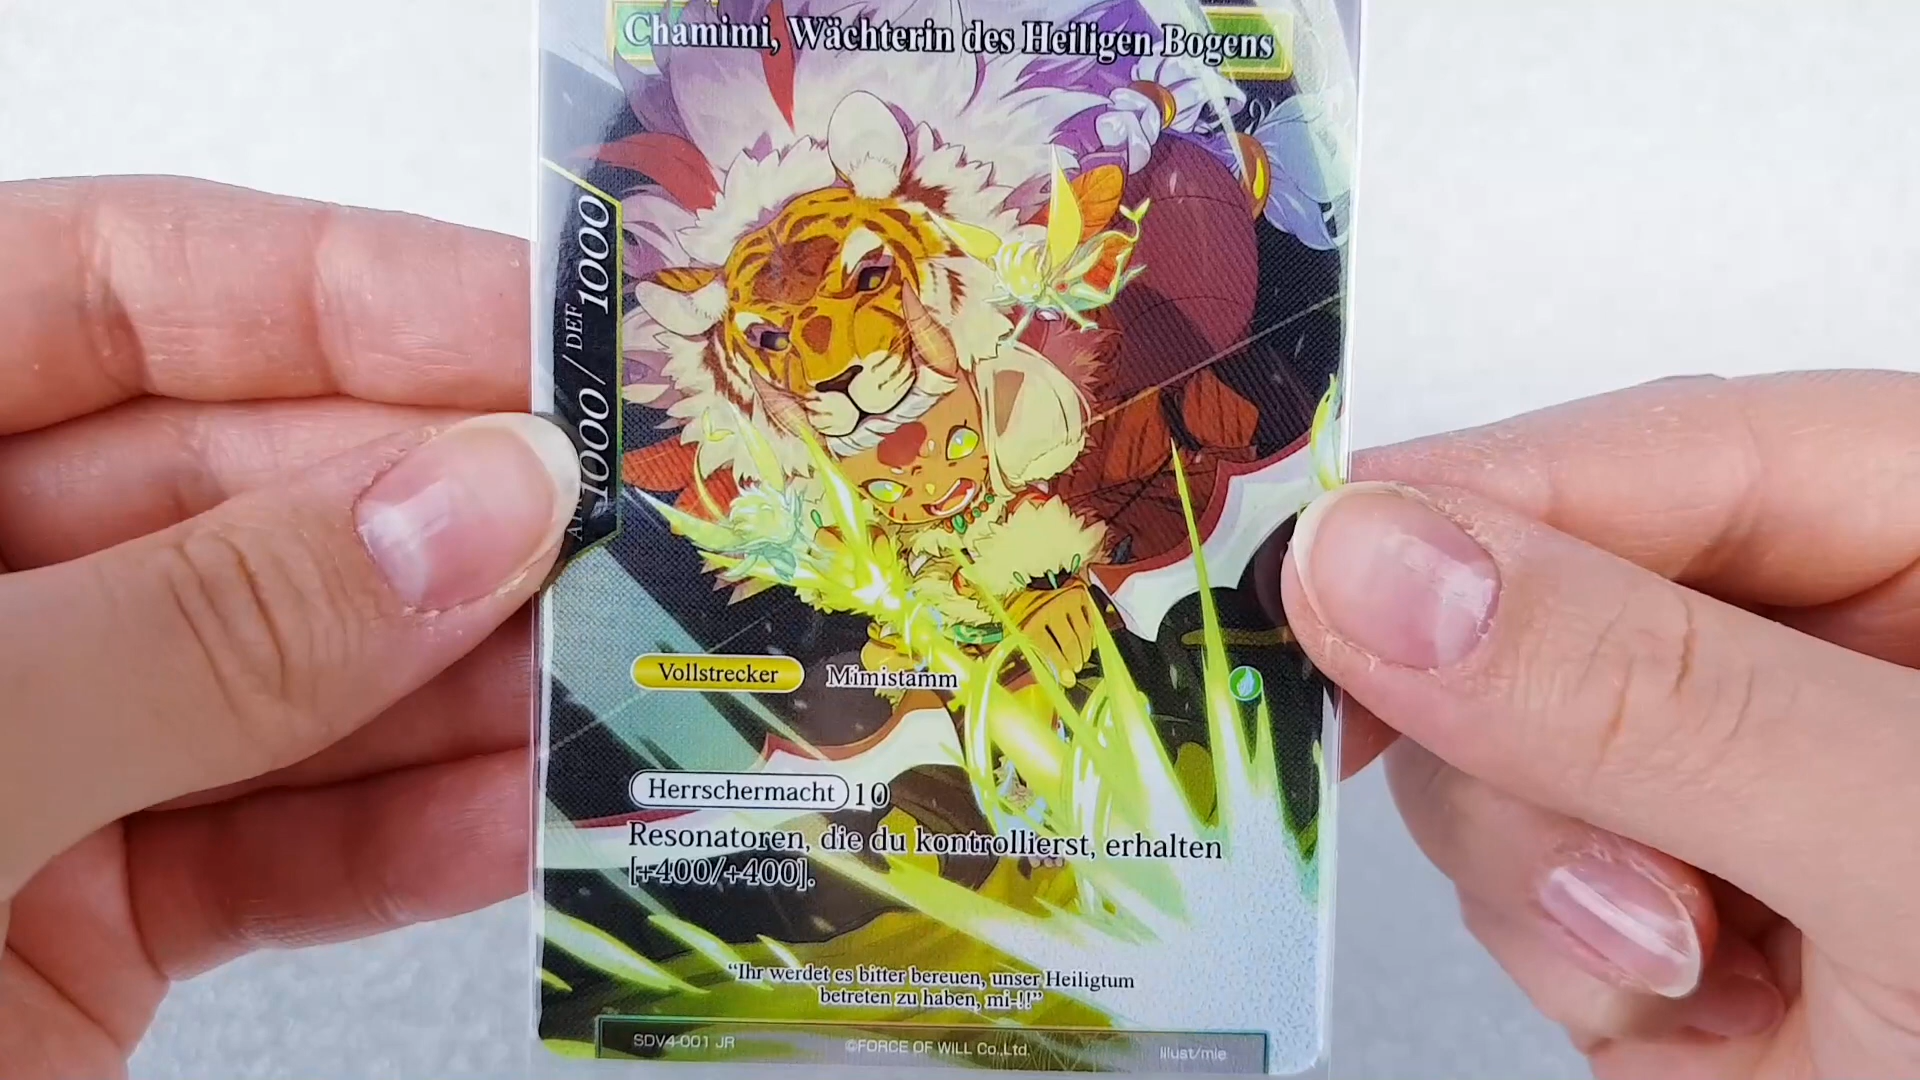 Chamimi, Wächterin des Heiligen Bogens
1000 / DEF 1000
Vollstrecker Mimistamm
Herrschermacht 10
Resonatoren, die du kontrollierst, erhalten
[+400/+400].
“Ihr werdet es bitter bereuen, unser Heiligtum
betreten zu haben, mi-!!”
SDV4-001 JR ©FORCE OF WILL Co.,Ltd. Illust/mie